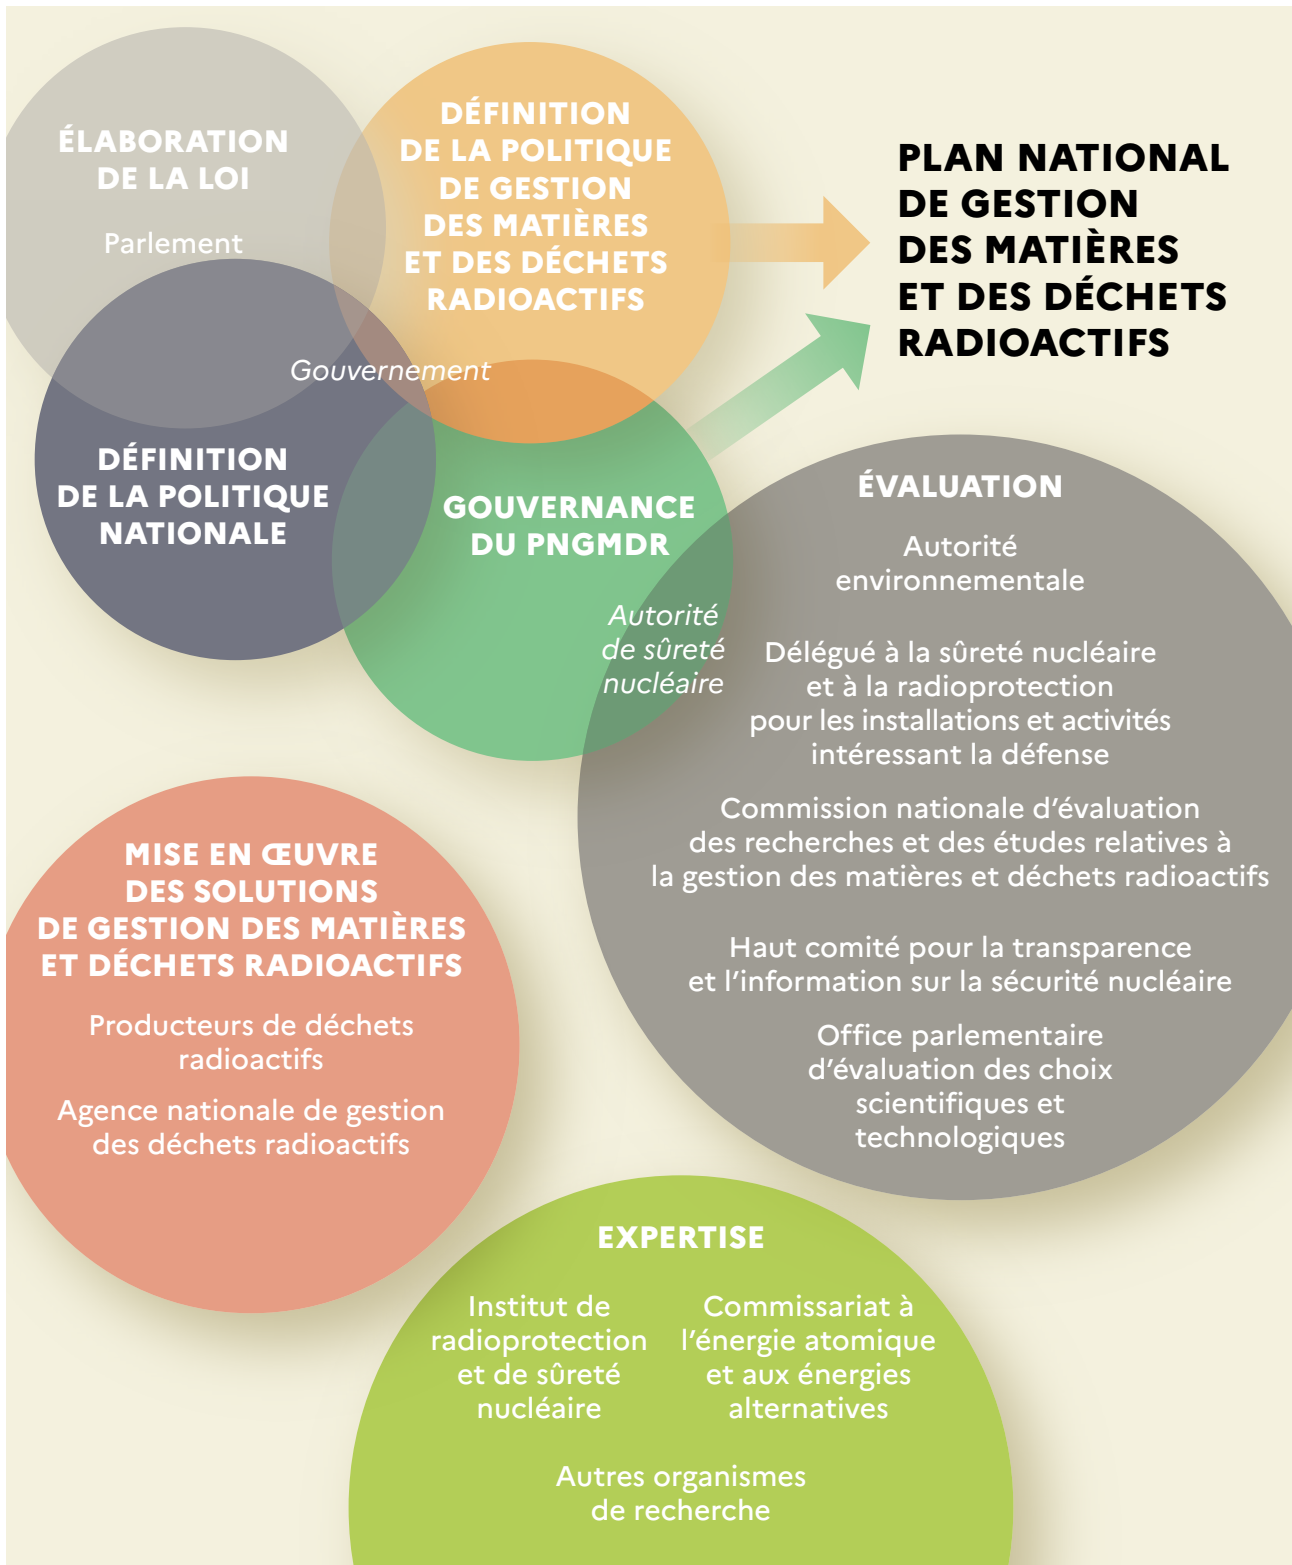 ÉLABORATION
DE LA LOI
Parlement
DÉFINITION
DE LA POLITIQUE
DE GESTION
DES MATIÈRES
ET DES DÉCHETS
RADIOACTIFS
PLAN NATIONAL
DE GESTION
DES MATIÈRES
ET DES DÉCHETS
RADIOACTIFS
Gouvernement
DÉFINITION
DE LA POLITIQUE
NATIONALE
GOUVERNANCE
DU PNGMDR
Autorité
de sûreté
nucléaire
ÉVALUATION
Autorité
environnementale
Délégué à la sûreté nucléaire
et à la radioprotection
pour les installations et activités
intéressant la défense
Commission nationale d’évaluation
des recherches et des études relatives à
la gestion des matières et déchets radioactifs
Haut comité pour la transparence
et l’information sur la sécurité nucléaire
Office parlementaire
d’évaluation des choix
scientifiques et
technologiques
MISE EN ŒUVRE
DES SOLUTIONS
DE GESTION DES MATIÈRES
ET DÉCHETS RADIOACTIFS
Producteurs de déchets
radioactifs
Agence nationale de gestion
des déchets radioactifs
EXPERTISE
Institut de
radioprotection
et de sûreté
nucléaire
Commissariat à
l’énergie atomique
et aux énergies
alternatives
Autres organismes
de recherche